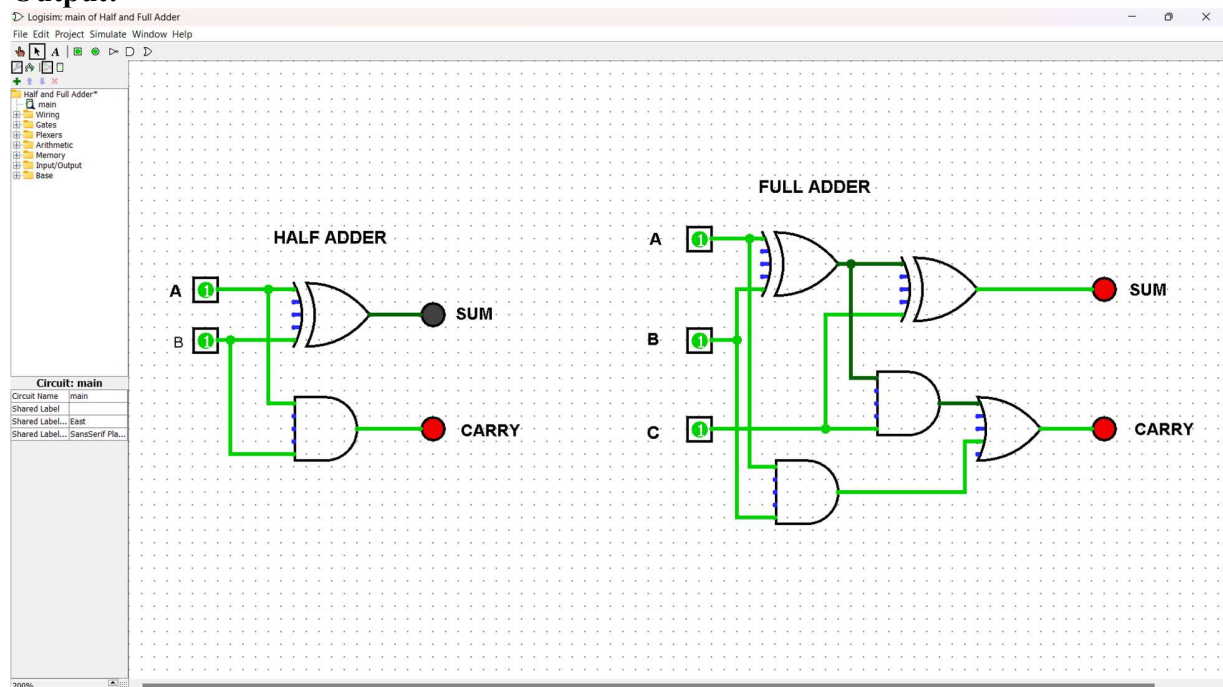 Output:
Logisim: main of Half and Full Adder
File Edit Project Simulate Window Help
A
Half and Full Adder*
main
Wiring
Gates
Plexers
Arithmetic
Memory
Input/Output
Base
Circuit: main
Circuit Name main
Shared Label
Shared Label... East
Shared Label... SansSerif Pla...
200%
HALF ADDER
A 1
B 1
SUM
CARRY
FULL ADDER
A 1
B 1
C 1
SUM
CARRY